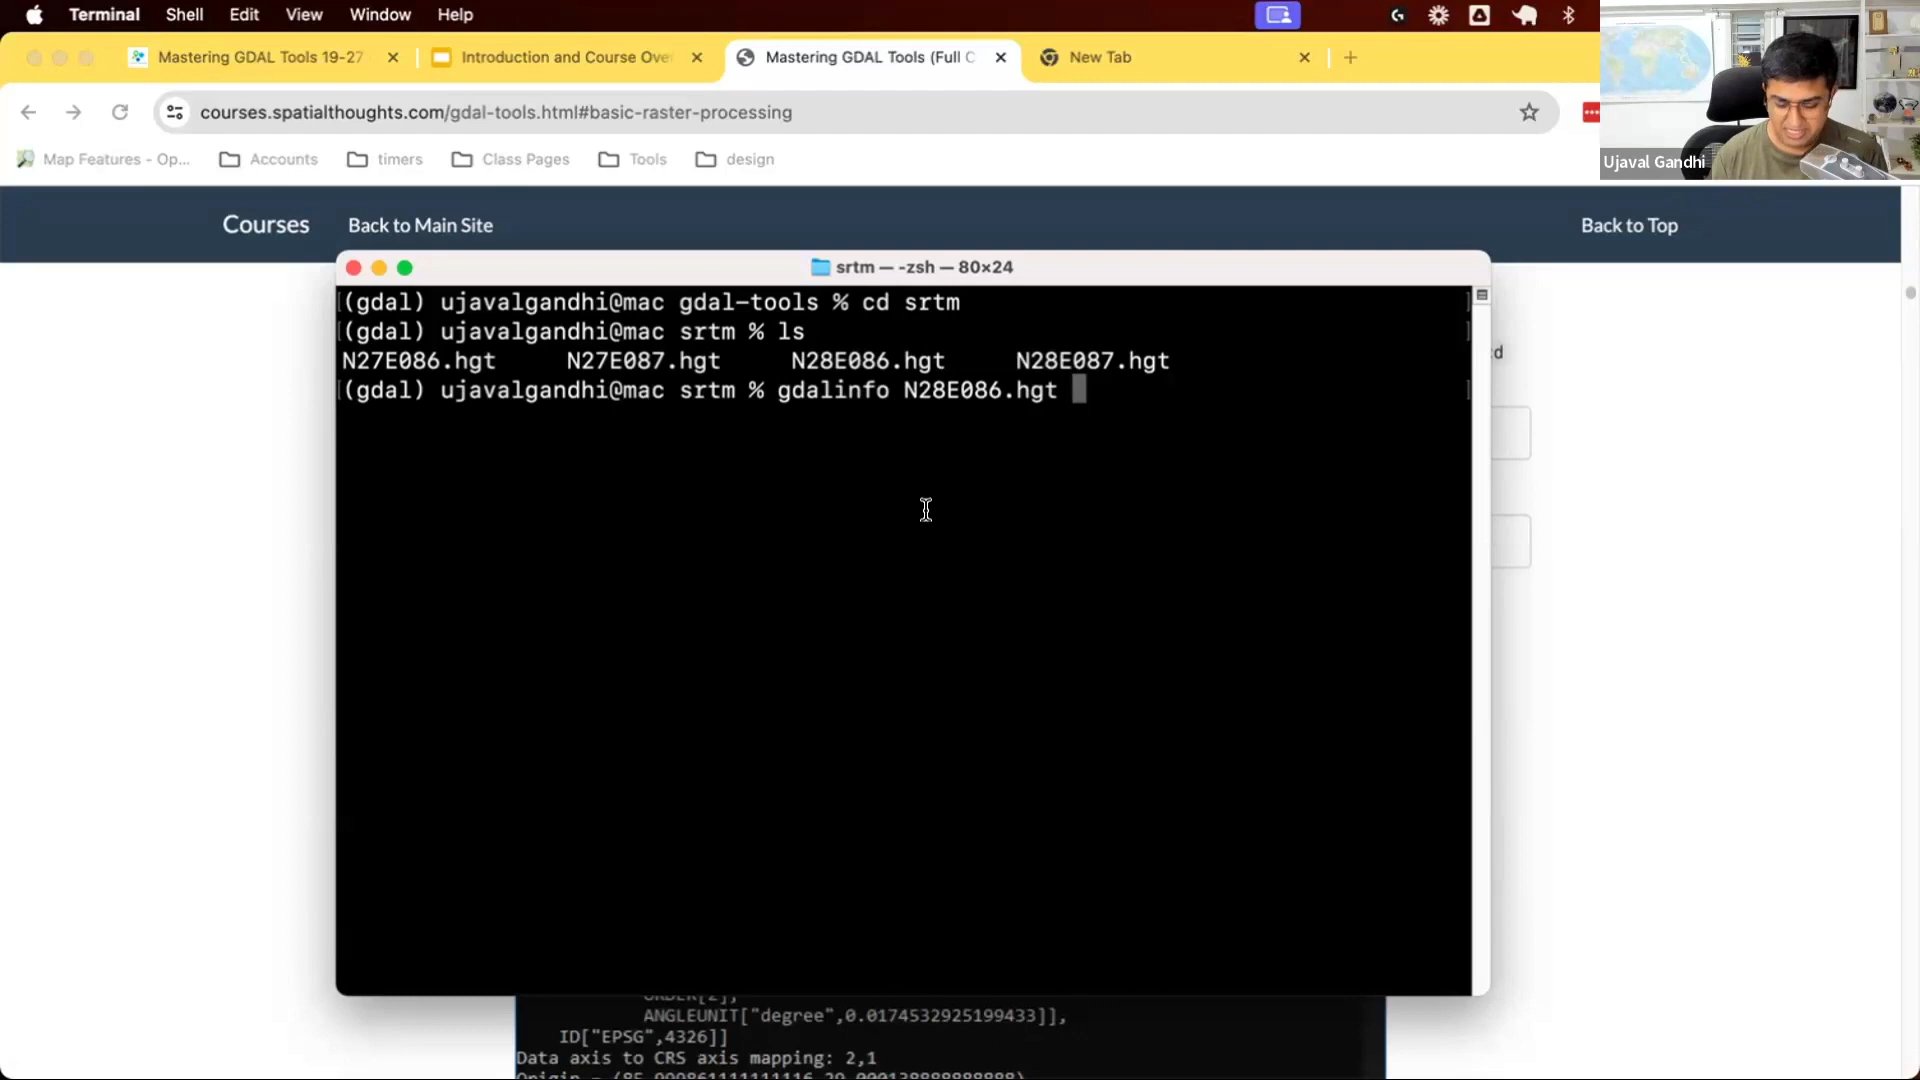 Terminal Shell Edit View Window Help
Mastering GDAL Tools 19-27 Introduction and Course Ove Mastering GDAL Tools (Full C New Tab
courses.spatialthoughts.com/gdal-tools.html#basic-raster-processing
Map Features - Op... Accounts timers Class Pages Tools design
Ujaval Gandhi
Courses Back to Main Site Back to Top
srtm — -zsh — 80×24
(gdal) ujavalgandhi@mac gdal-tools % cd srtm
(gdal) ujavalgandhi@mac srtm % ls
N27E086.hgt N27E087.hgt N28E086.hgt N28E087.hgt
(gdal) ujavalgandhi@mac srtm % gdalinfo N28E086.hgt
ORDER[2],
ANGLEUNIT["degree",0.0174532925199433]],
ID["EPSG",4326]]
Data axis to CRS axis mapping: 2,1